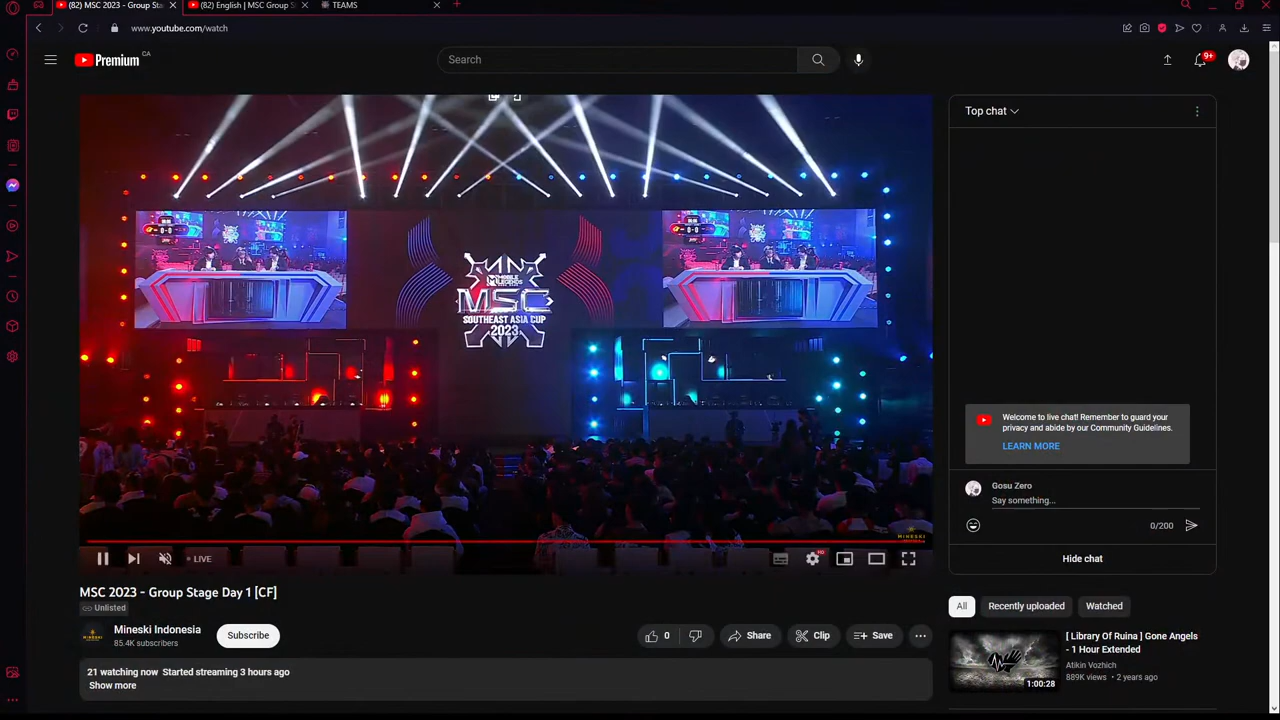 (82) MSC 2023 - Group Sta
(82) English | MSC Group S
TEAMS
www.youtube.com/watch
Premium
CA
Search
9+
MOBILE
LEGENDS
MSC
SOUTHEAST ASIA CUP
2023
MINESKI
LIVE
HD
Top chat
Welcome to live chat! Remember to guard your
privacy and abide by our Community Guidelines.
LEARN MORE
Gosu Zero
Say something...
0/200
Hide chat
MSC 2023 - Group Stage Day 1 [CF]
Unlisted
Mineski Indonesia
85.4K subscribers
Subscribe
0
Share
Clip
Save
21 watching now Started streaming 3 hours ago
Show more
All
Recently uploaded
Watched
[ Library Of Ruina ] Gone Angels
- 1 Hour Extended
Atikin Vozhich
889K views • 2 years ago
1:00:28